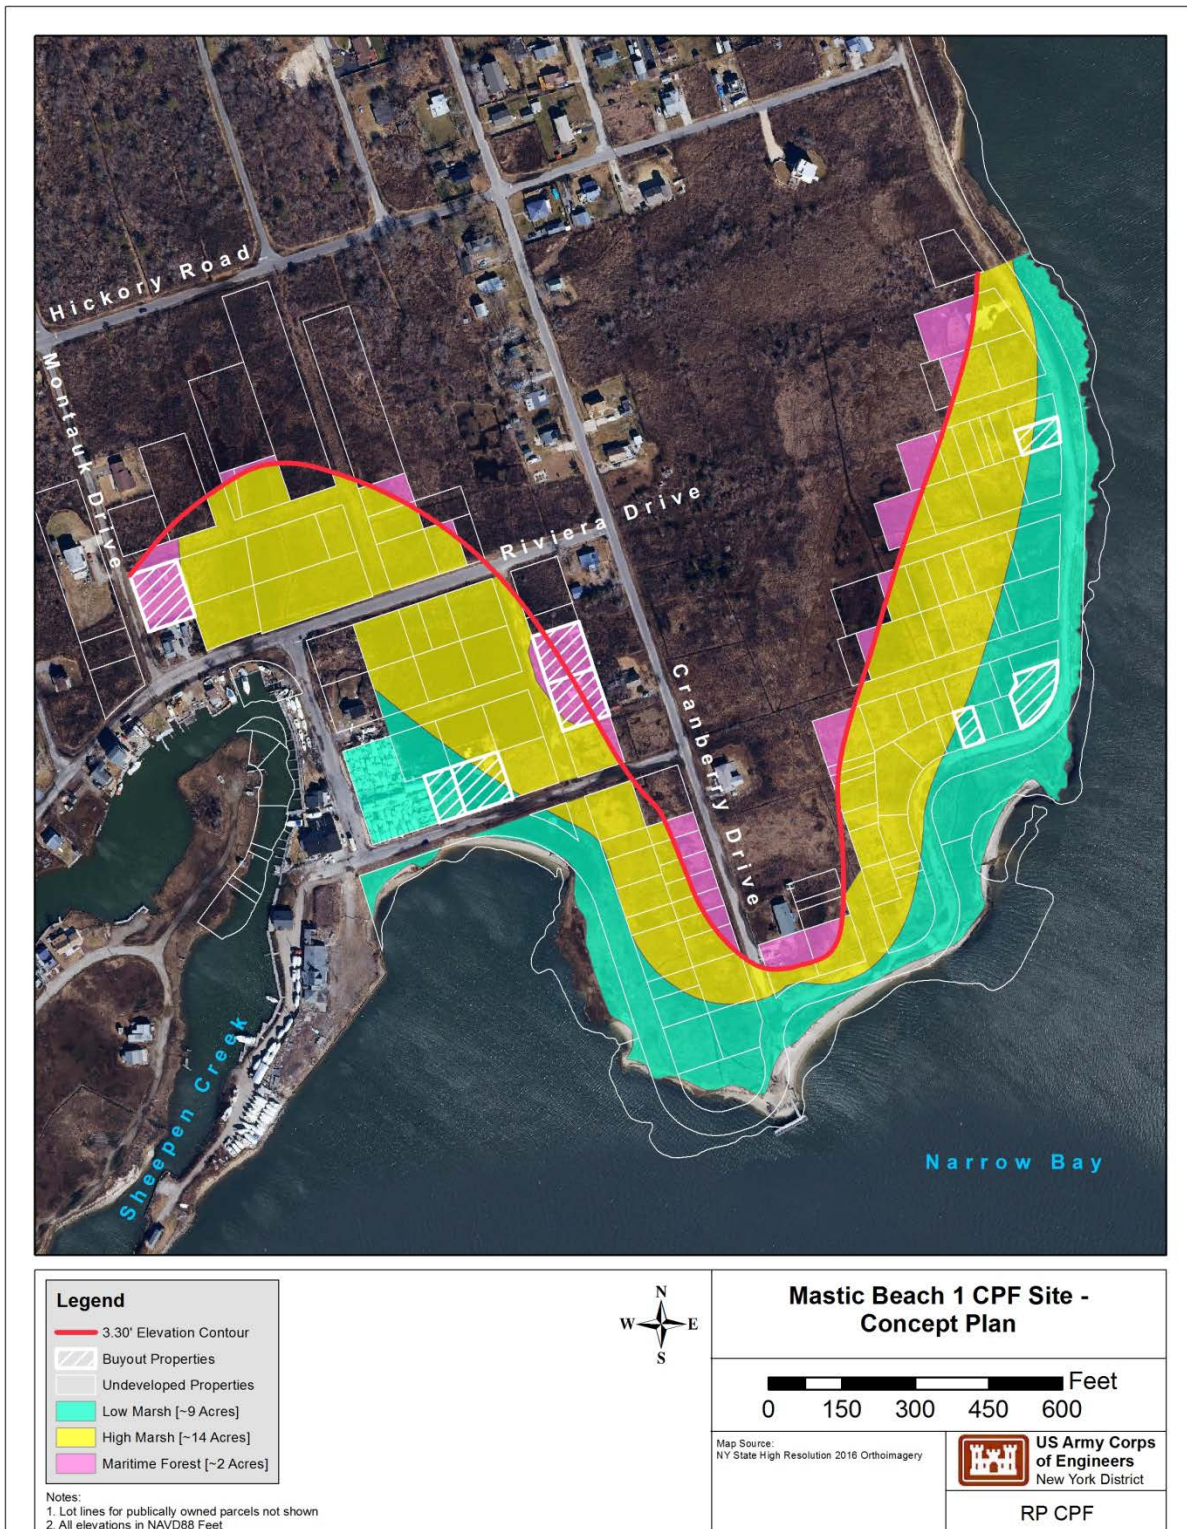 Hickory Road
Montauk Drive
Riviera Drive
Cranberry Drive
Sheepen Creek
Narrow Bay
Legend
3.30' Elevation Contour
Buyout Properties
Undeveloped Properties
Low Marsh [~9 Acres]
High Marsh [~14 Acres]
Maritime Forest [~2 Acres]
Notes:
1. Lot lines for publically owned parcels not shown
2. All elevations in NAVD88 Feet
N
W E
S
Mastic Beach 1 CPF Site -
Concept Plan
Feet
0 150 300 450 600
Map Source:
NY State High Resolution 2016 Orthoimagery
US Army Corps
of Engineers
New York District
RP CPF